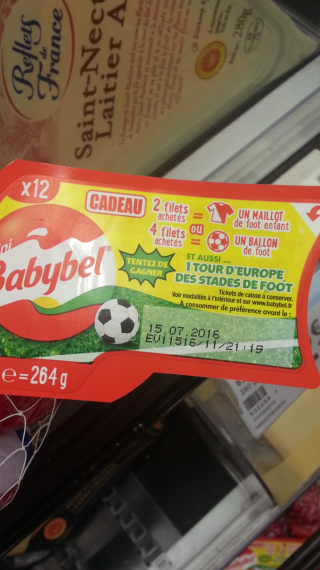 Reflets
de
France
Saint-Nect
Laitier A
280g
x12
CADEAU
2 filets
achetés
=
UN MAILLOT
de foot enfant
ou
4 filets
achetés
=
UN BALLON
de foot
ini
Babybel
TENTEZ DE
GAGNER
ET AUSSI ...
1 TOUR D'EUROPE
DES STADES DE FOOT
Tickets de caisse à conserver.
Voir modalités à l'intérieur et sur www.babybel.fr
A consommer de préférence avant le :
15.07.2016
EV11516/11/21:19
e=264g